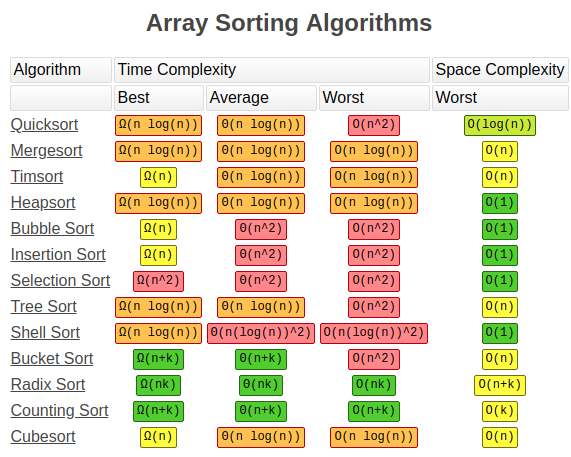 Array Sorting Algorithms
Algorithm Time Complexity Space Complexity
Best Average Worst Worst
Quicksort Ω(n log(n)) Θ(n log(n)) O(n^2) O(log(n))
Mergesort Ω(n log(n)) Θ(n log(n)) O(n log(n)) O(n)
Timsort Ω(n) Θ(n log(n)) O(n log(n)) O(n)
Heapsort Ω(n log(n)) Θ(n log(n)) O(n log(n)) O(1)
Bubble Sort Ω(n) Θ(n^2) O(n^2) O(1)
Insertion Sort Ω(n) Θ(n^2) O(n^2) O(1)
Selection Sort Ω(n^2) Θ(n^2) O(n^2) O(1)
Tree Sort Ω(n log(n)) Θ(n log(n)) O(n^2) O(n)
Shell Sort Ω(n log(n)) Θ(n(log(n))^2) O(n(log(n))^2) O(1)
Bucket Sort Ω(n+k) Θ(n+k) O(n^2) O(n)
Radix Sort Ω(nk) Θ(nk) O(nk) O(n+k)
Counting Sort Ω(n+k) Θ(n+k) O(n+k) O(k)
Cubesort Ω(n) Θ(n log(n)) O(n log(n)) O(n)